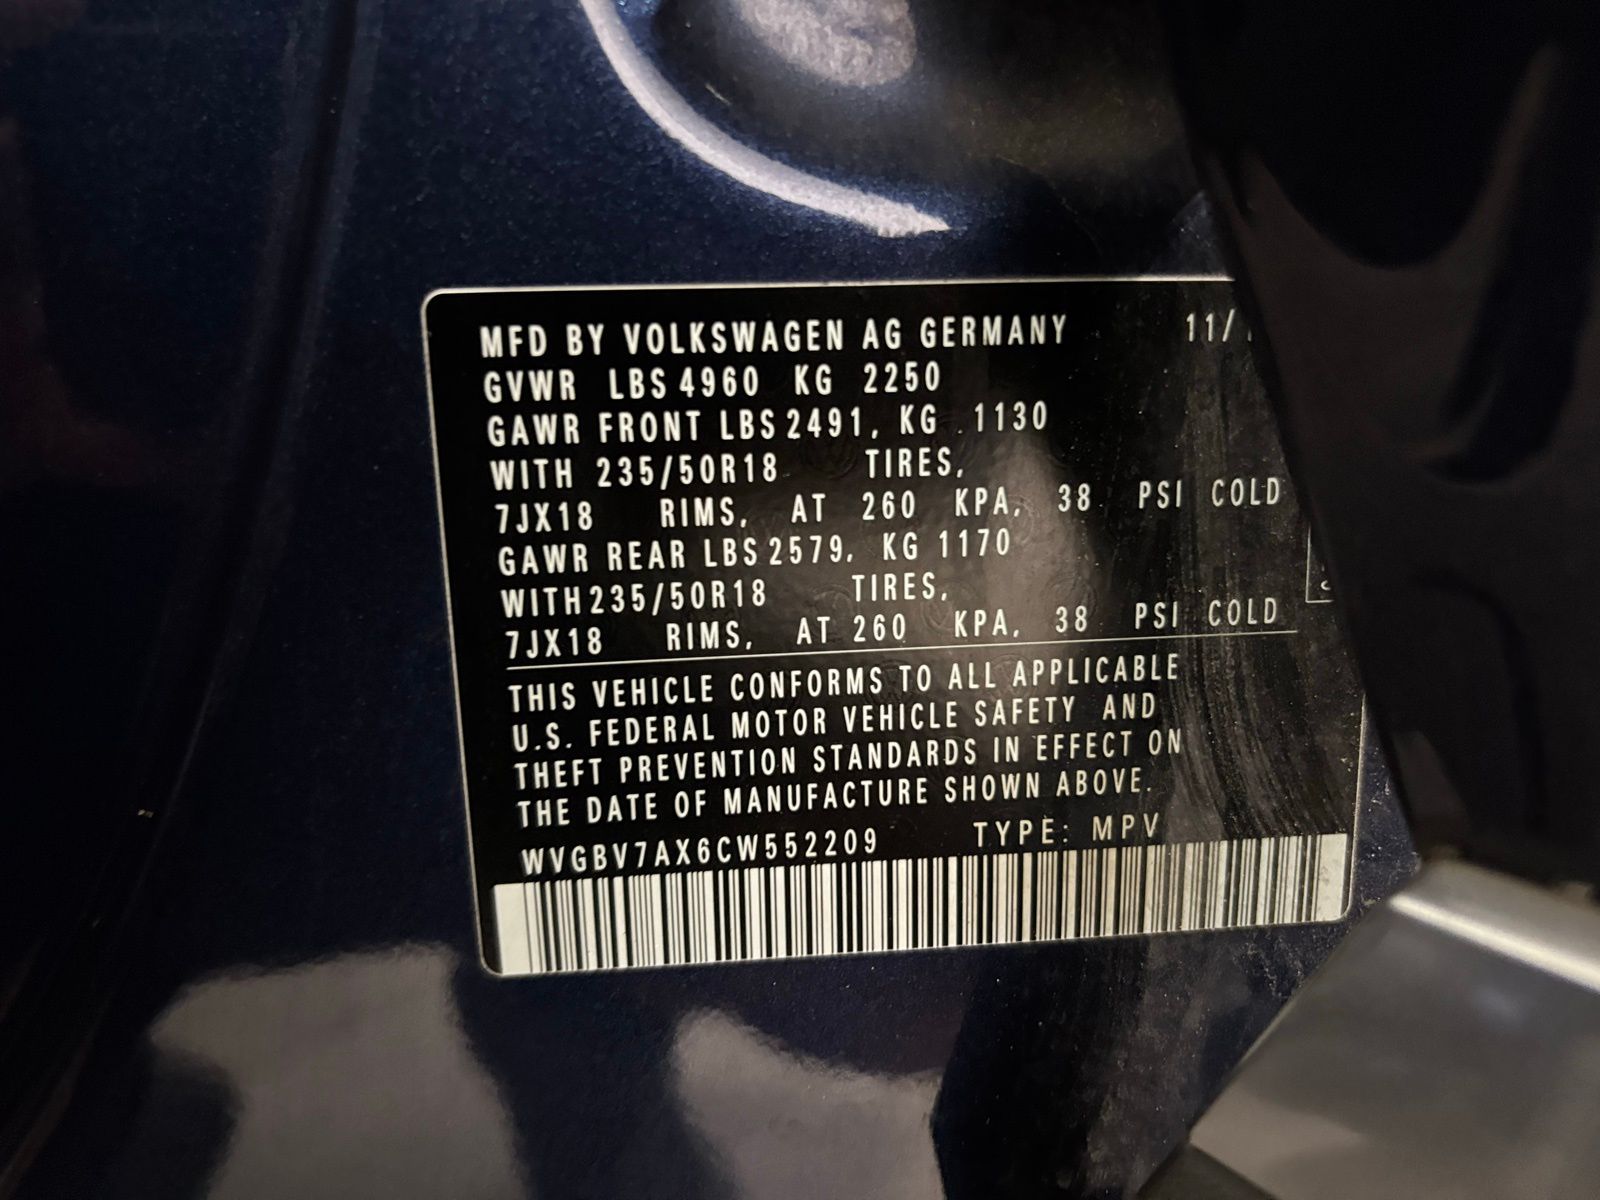 MFD BY VOLKSWAGEN AG GERMANY 11/
GVWR LBS 4960 KG 2250
GAWR FRONT LBS 2491, KG 1130
WITH 235/50R18 TIRES,
7JX18 RIMS, AT 260 KPA, 38 PSI COLD
GAWR REAR LBS 2579, KG 1170
WITH 235/50R18 TIRES,
7JX18 RIMS, AT 260 KPA, 38 PSI COLD
THIS VEHICLE CONFORMS TO ALL APPLICABLE
U.S. FEDERAL MOTOR VEHICLE SAFETY AND
THEFT PREVENTION STANDARDS IN EFFECT ON
THE DATE OF MANUFACTURE SHOWN ABOVE.
WVGBV7AX6CW552209 TYPE: MPV